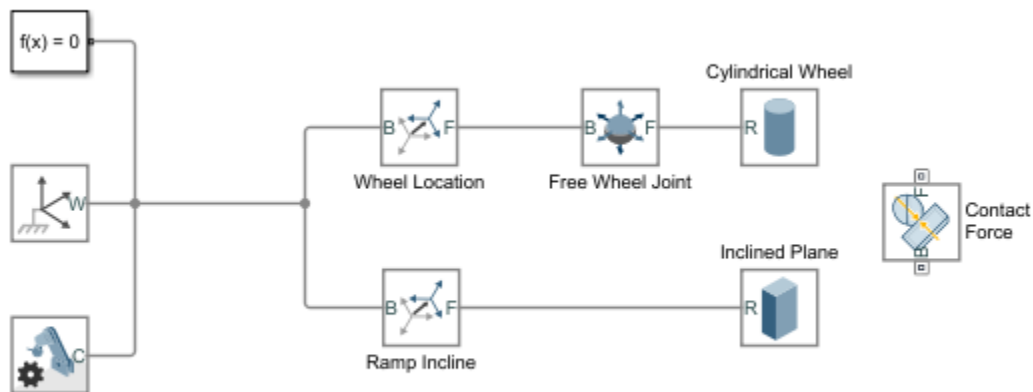 f(x) = 0
Cylindrical Wheel
B F
B F
R
Wheel Location
Free Wheel Joint
W
F
B
Contact
Force
Inclined Plane
B F
R
Ramp Incline
C